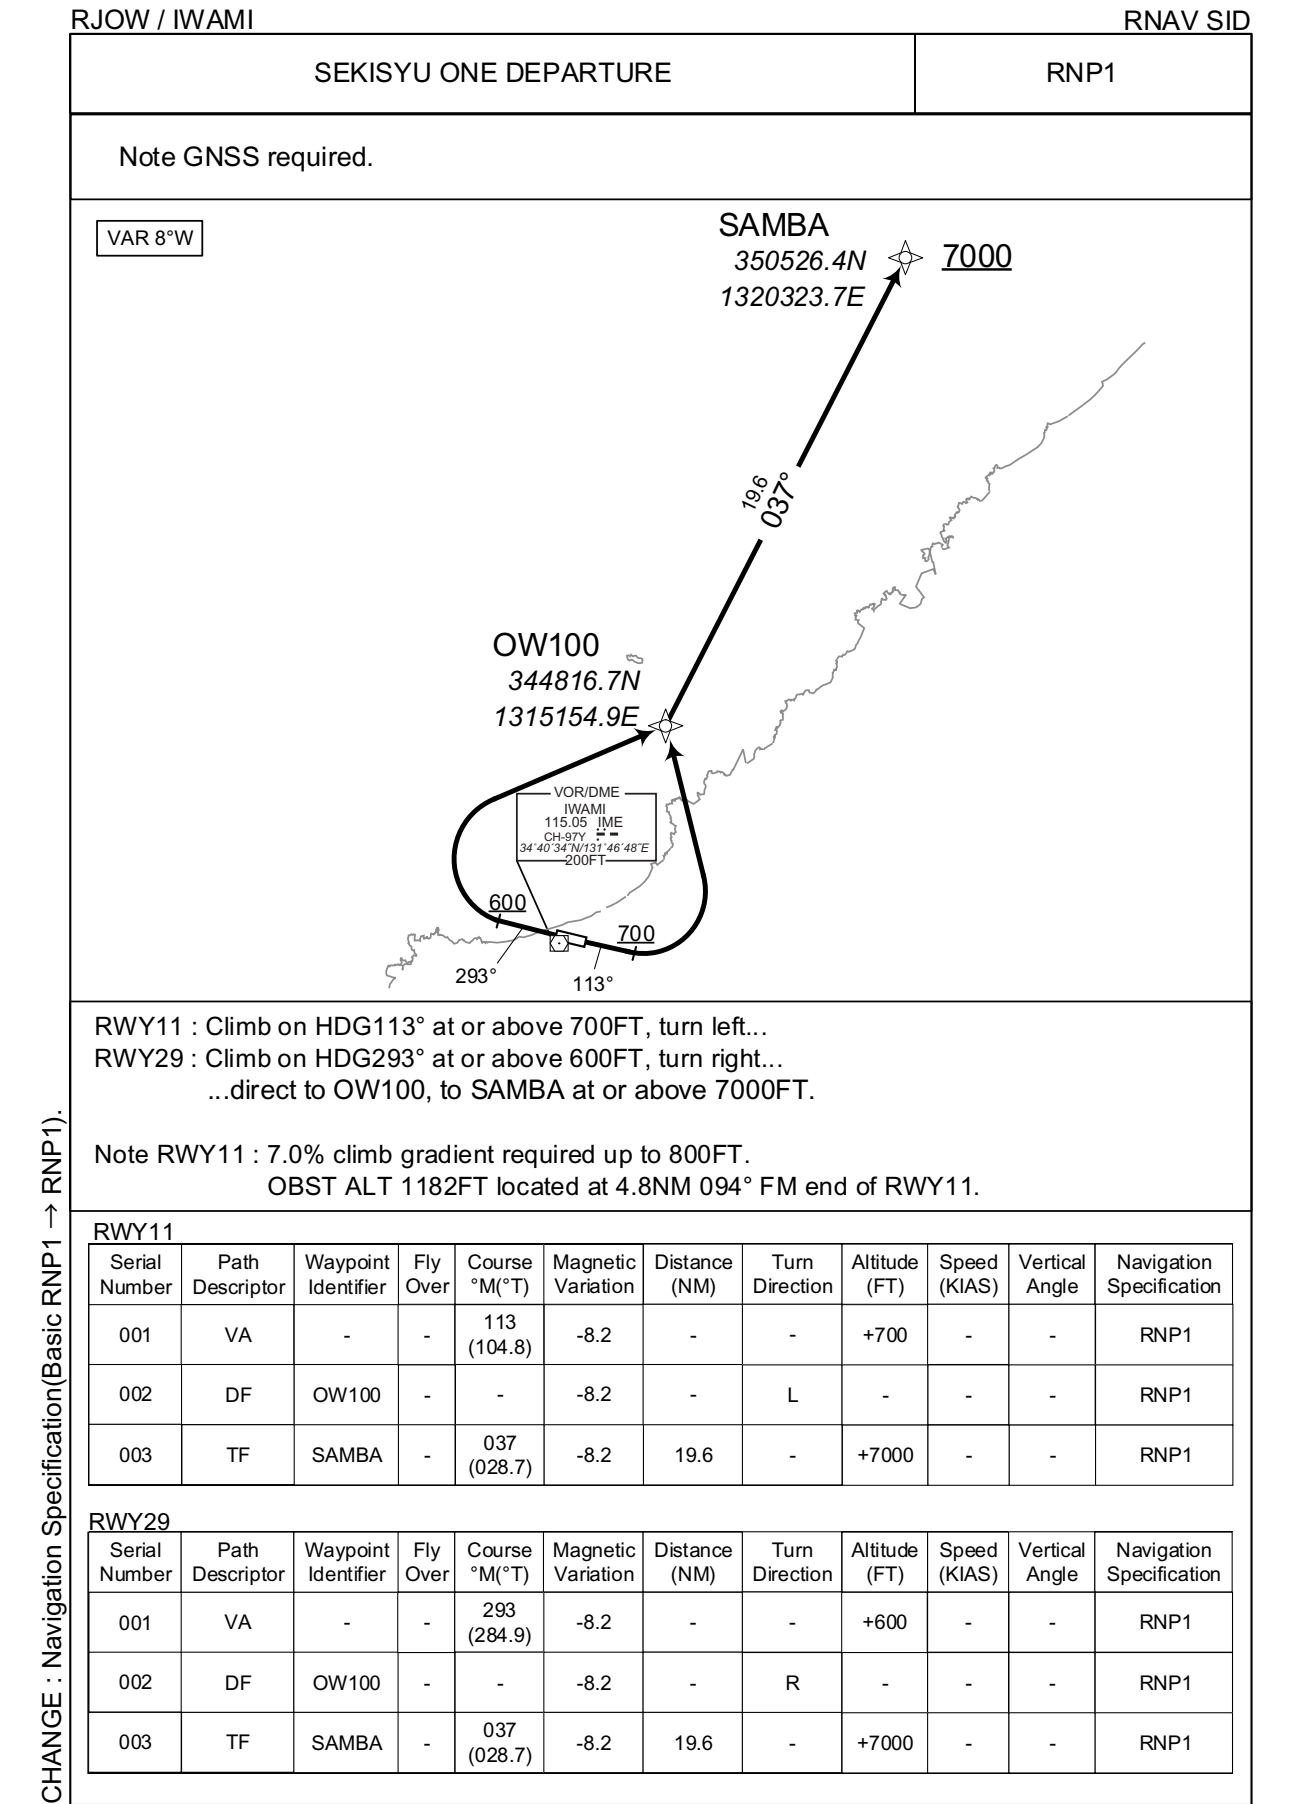 RJOW / IWAMI
RNAV SID
SEKISYU ONE DEPARTURE
RNP1
Note GNSS required.
VAR 8°W
SAMBA
350526.4N
1320323.7E
7000
19.6
037°
OW100
344816.7N
1315154.9E
VOR/DME
IWAMI
115.05 IME
CH-97Y
34°40′34″N/131°46′48″E
200FT
600
700
293°
113°
RWY11 : Climb on HDG113° at or above 700FT, turn left...
RWY29 : Climb on HDG293° at or above 600FT, turn right...
...direct to OW100, to SAMBA at or above 7000FT.
Note RWY11 : 7.0% climb gradient required up to 800FT.
OBST ALT 1182FT located at 4.8NM 094° FM end of RWY11.
RWY11
Serial Path Waypoint Fly Course Magnetic Distance Turn Altitude Speed Vertical Navigation
Number Descriptor Identifier Over °M(°T) Variation (NM) Direction (FT) (KIAS) Angle Specification
001 VA - - 113 (104.8) -8.2 - - +700 - - RNP1
002 DF OW100 - - -8.2 - L - - - RNP1
003 TF SAMBA - 037 (028.7) -8.2 19.6 - +7000 - - RNP1
RWY29
Serial Path Waypoint Fly Course Magnetic Distance Turn Altitude Speed Vertical Navigation
Number Descriptor Identifier Over °M(°T) Variation (NM) Direction (FT) (KIAS) Angle Specification
001 VA - - 293 (284.9) -8.2 - - +600 - - RNP1
002 DF OW100 - - -8.2 - R - - - RNP1
003 TF SAMBA - 037 (028.7) -8.2 19.6 - +7000 - - RNP1
CHANGE : Navigation Specification(Basic RNP1 → RNP1).